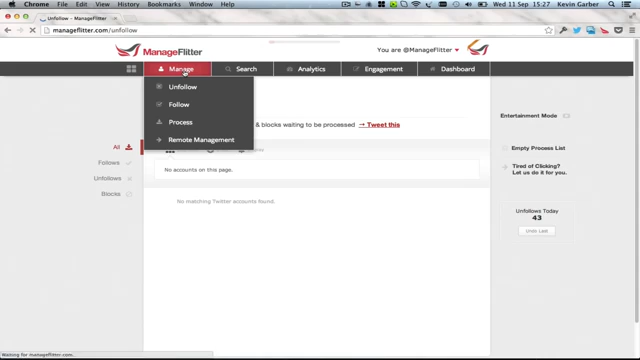 Chrome File Edit View History Bookmarks Window Help
Wed 11 Sep 15:27 Kevin Garber
Unfollow - ManageFlitter
manageflitter.com/unfollow
ManageFlitter
You are @ManageFlitter
Manage Search Analytics Engagement Dashboard
Unfollow
Follow
Process
Remote Management
& blocks waiting to be processed → Tweet this
All
Follows
Unfollows
Blocks
No accounts on this page.
No matching Twitter accounts found.
Entertainment Mode
Empty Process List
Tired of Clicking?
Let us do it for you.
Unfollows Today
43
Waiting for manageflitter.com...